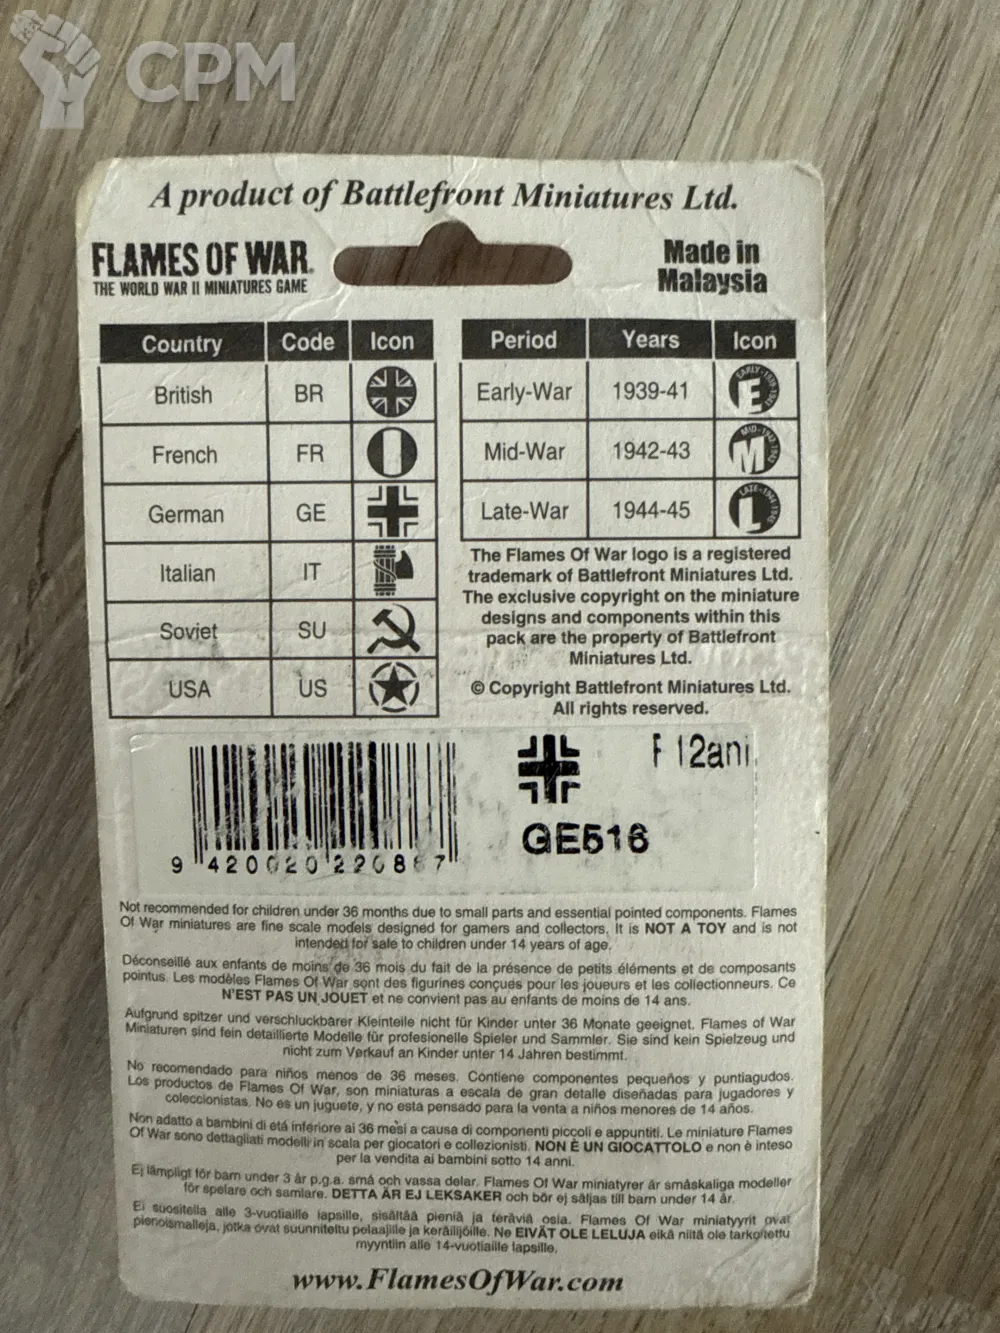 CPM
A product of Battlefront Miniatures Ltd.
FLAMES OF WAR
THE WORLD WAR II MINIATURES GAME
Made in
Malaysia
Country Code Icon
British BR
French FR
German GE
Italian IT
Soviet SU
USA US
Period Years Icon
Early-War 1939-41 E
Mid-War 1942-43 M
Late-War 1944-45 L
The Flames Of War logo is a registered
trademark of Battlefront Miniatures Ltd.
The exclusive copyright on the miniature
designs and components within this
pack are the property of Battlefront
Miniatures Ltd.
© Copyright Battlefront Miniatures Ltd.
All rights reserved.
12ani
GE516
9 420020 220867
Not recommended for children under 36 months due to small parts and essential pointed components. Flames
Of War miniatures are fine scale models designed for gamers and collectors. It is NOT A TOY and is not
intended for sale to children under 14 years of age.
Déconseillé aux enfants de moins de 36 mois du fait de la présence de petits éléments et de composants
pointus. Les modèles Flames Of War sont des figurines conçues pour les joueurs et les collectionneurs. Ce
N'EST PAS UN JOUET et ne convient pas au enfants de moins de 14 ans.
Aufgrund spitzer und verschluckbarer Kleinteile nicht für Kinder unter 36 Monate geeignet. Flames of War
Miniaturen sind fein detaillierte Modelle für profesionelle Spieler und Sammler. Sie sind kein Spielzeug und
nicht zum Verkauf an Kinder unter 14 Jahren bestimmt.
No recomendado para niños menos de 36 meses. Contiene componentes pequeños y puntiagudos.
Los productos de Flames Of War, son miniaturas a escala de gran detalle diseñadas para jugadores y
coleccionistas. No es un juguete, y no está pensado para la venta a niños menores de 14 años.
Non adatto a bambini di età inferiore ai 36 mesi a causa di componenti piccoli e appuntiti. Le miniature Flames
Of War sono dettagliati modelli in scala per giocatori e collezionisti. NON È UN GIOCATTOLO e non è inteso
per la vendita ai bambini sotto 14 anni.
Ej lämpligt för barn under 3 år p.g.a. små och vassa delar. Flames Of War miniatyrer är småskaliga modeller
för spelare och samlare. DETTA ÄR EJ LEKSAKER och bör ej säljas till barn under 14 år.
Ei suositella alle 3-vuotiaille lapsille, sisältää pieniä ja teräviä osia. Flames Of War miniatyyrit ovat
pienoismalleja, jotka ovat suunniteltu pelaajille ja keräilijöille. Ne EIVÄT OLE LELUJA eikä niitä ole tarkoitettu
myyntiin alle 14-vuotiaille lapsille.
www.FlamesOfWar.com